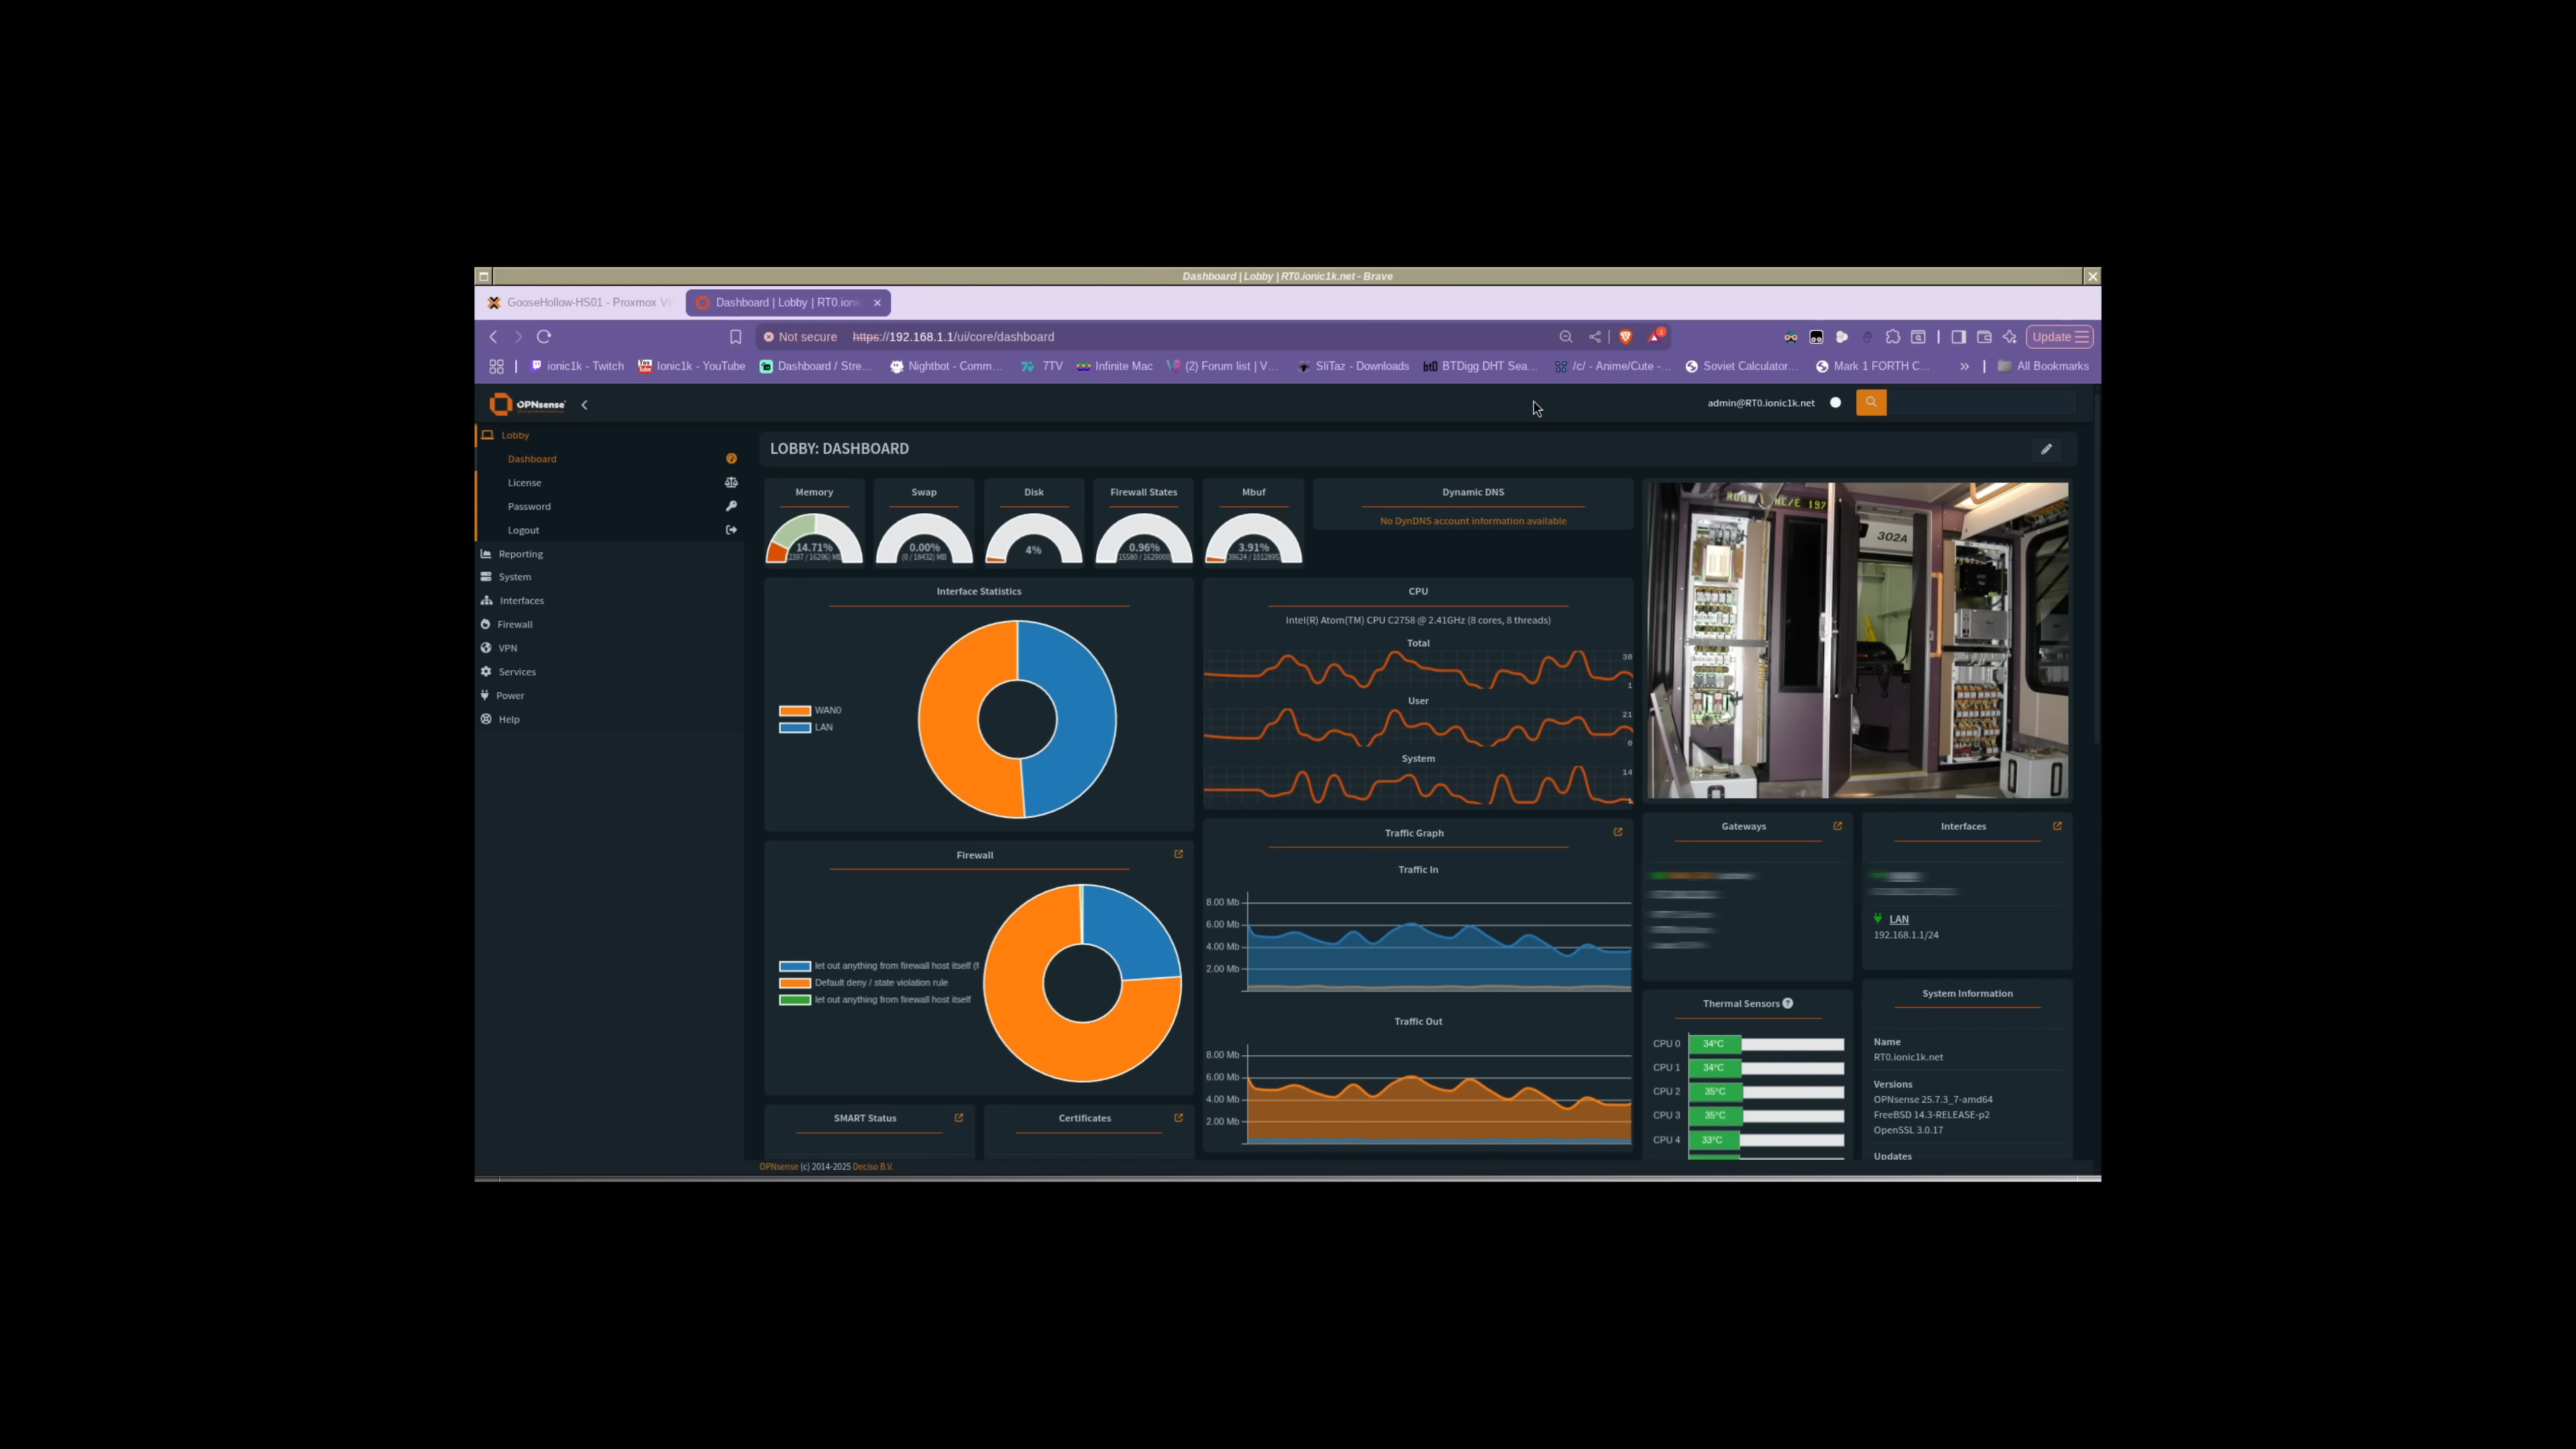 Dashboard | Lobby | RT0.ionic1k.net - Brave
GooseHollow-HS01 - Proxmox Vi
Dashboard | Lobby | RT0.ionic
Not secure https://192.168.1.1/ui/core/dashboard
Update
ionic1k - Twitch Ionic1k - YouTube Dashboard / Stre... Nightbot - Comm... 7TV Infinite Mac (2) Forum list | V... SliTaz - Downloads BTDigg DHT Sea... /c/ - Anime/Cute -... Soviet Calculator... Mark 1 FORTH C... » All Bookmarks
OPNsense
admin@RT0.ionic1k.net
Lobby
Dashboard
License
Password
Logout
Reporting
System
Interfaces
Firewall
VPN
Services
Power
Help
LOBBY: DASHBOARD
Memory
14.71%
Swap
0.00%
(0 / 18432) MB
Disk
4%
Firewall States
0.96%
Mbuf
3.91%
Dynamic DNS
No DynDNS account information available
302A
Interface Statistics
WAN0
LAN
CPU
Intel(R) Atom(TM) CPU C2758 @ 2.41GHz (8 cores, 8 threads)
Total
38
1
User
21
0
System
14
1
Firewall
let out anything from firewall host itself (f
Default deny / state violation rule
let out anything from firewall host itself
Traffic Graph
Traffic In
8.00 Mb
6.00 Mb
4.00 Mb
2.00 Mb
Traffic Out
8.00 Mb
6.00 Mb
4.00 Mb
2.00 Mb
Gateways
Interfaces
LAN
192.168.1.1/24
Thermal Sensors
CPU 0 34°C
CPU 1 34°C
CPU 2 35°C
CPU 3 35°C
CPU 4 33°C
System Information
Name
RT0.ionic1k.net
Versions
OPNsense 25.7.3_7-amd64
FreeBSD 14.3-RELEASE-p2
OpenSSL 3.0.17
Updates
SMART Status
Certificates
OPNsense (c) 2014-2025 Deciso B.V.